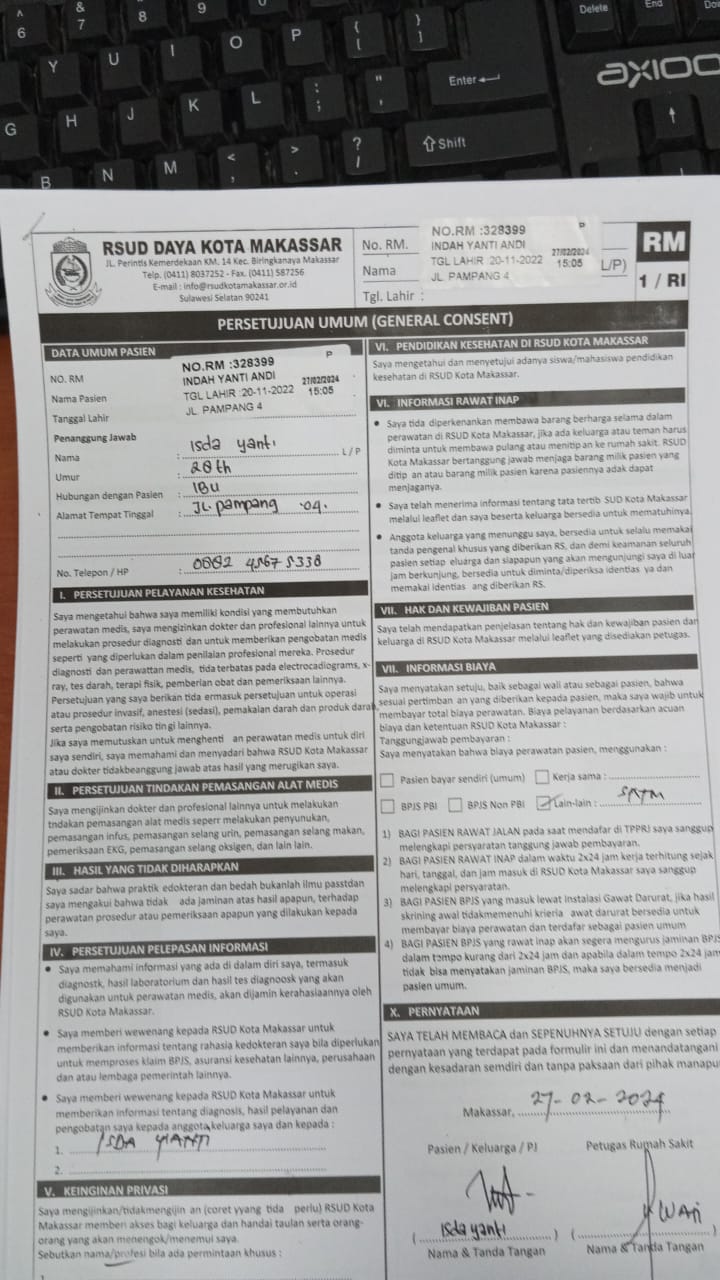 ^ 6
& 7
8
9
0
Delete
End
Y
U
I
O
P
{ [
} ]
Enter
AXIOO
G
H
J
K
L
: ;
" '
B
N
M
< ,
> .
? /
Shift
RSUD DAYA KOTA MAKASSAR
JL. Perintis Kemerdekaan KM. 14 Kec. Biringkanaya Makassar
Telp. (0411) 8037252 - Fax. (0411) 587256
E-mail : info@rsudkotamakassar.or.id
Sulawesi Selatan 90241
No. RM.
Nama
Tgl. Lahir :
NO.RM :328399 P
INDAH YANTI ANDI 27/02/2024
TGL LAHIR 20-11-2022 15:05
JL PAMPANG 4
L/P)
RM
1 / RI
PERSETUJUAN UMUM (GENERAL CONSENT)
DATA UMUM PASIEN
NO. RM
Nama Pasien
Tanggal Lahir
NO.RM :328399 P
INDAH YANTI ANDI 27/02/2024
TGL LAHIR :20-11-2022 15:05
JL. PAMPANG 4
Penanggung Jawab
Nama : Isda yanti L / P
Umur : 28th
Hubungan dengan Pasien : IBU
Alamat Tempat Tinggal : JL. pampang 04.
No. Telepon / HP : 0882 4567 5338
I. PERSETUJUAN PELAYANAN KESEHATAN
Saya mengetahui bahwa saya memiliki kondisi yang membutuhkan
perawatan medis, saya mengizinkan dokter dan profesional lainnya untuk
melakukan prosedur diagnosti dan untuk memberikan pengobatan medis
seperti yang diperlukan dalam penilaian profesional mereka. Prosedur
diagnosti dan perawattan medis, tida terbatas pada electrocadiograms, x-
ray, tes darah, terapi fisik, pemberian obat dan pemeriksaan lainnya.
Persetujuan yang saya berikan tida ermasuk persetujuan untuk operasi
atau prosedur invasif, anestesi (sedasi), pemakaian darah dan produk darah,
serta pengobatan risiko tin gi lainnya.
Jika saya memutuskan untuk menghenti an perawatan medis untuk diri
saya sendiri, saya memahami dan menyadari bahwa RSUD Kota Makassar
atau dokter tidakbeanggung jawab atas hasil yang merugikan saya.
II. PERSETUJUAN TINDAKAN PEMASANGAN ALAT MEDIS
Saya mengijinkan dokter dan profesional lainnya untuk melakukan
tndakan pemasangan alat medis seperr melakukan penyunukan,
pemasangan infus, pemasangan selang urin, pemasangan selang makan,
pemeriksaan EKG, pemasangan selang oksigen, dan lain lain.
III. HASIL YANG TIDAK DIHARAPKAN
Saya sadar bahwa praktik edokteran dan bedah bukanlah ilmu passtdan
saya mengakui bahwa tidak ada jaminan atas hasil apapun, terhadap
perawatan prosedur atau pemeriksaan apapun yang dilakukan kepada
saya.
IV. PERSETUJUAN PELEPASAN INFORMASI
• Saya memahami informasi yang ada di dalam diri saya, termasuk
diagnostk, hasil laboratorium dan hasil tes diagnoosk yang akan
digunakan untuk perawatan medis, akan dijamin kerahasiaannya oleh
RSUD Kota Makassar.
• Saya memberi wewenang kepada RSUD Kota Makassar untuk
memberikan informasi tentang rahasia kedokteran saya bila diperlukan
untuk memproses klaim BPJS, asuransi kesehatan lainnya, perusahaan
dan atau lembaga pemerintah lainnya.
• Saya memberi wewenang kepada RSUD Kota Makassar untuk
memberikan informasi tentang diagnosis, hasil pelayanan dan
pengobatan saya kepada anggota keluarga saya dan kepada :
1. ISDA YIANTI
2.
V. KEINGINAN PRIVASI
Saya mengijinkan/tidakmengijin an (coret yyang tida perlu) RSUD Kota
Makassar memberi akses bagi keluarga dan handai taulan serta orang-
orang yang akan menengok/menemui saya.
Sebutkan nama/profesi bila ada permintaan khusus :
VI. PENDIDIKAN KESEHATAN DI RSUD KOTA MAKASSAR
Saya mengetahui dan menyetujui adanya siswa/mahasiswa pendidikan
kesehatan di RSUD Kota Makassar.
VI. INFORMASI RAWAT INAP
• Saya tida diperkenankan membawa barang berharga selama dalam
perawatan di RSUD Kota Makassar, jika ada keluarga atau teman harus
diminta untuk membawa pulang atau menitip an ke rumah sakit. RSUD
Kota Makassar bertanggung jawab menjaga barang milik pasien yang
ditip an atau barang milik pasien karena pasiennya adak dapat
menjaganya.
• Saya telah menerima informasi tentang tata tertib SUD Kota Makassar
melalui leaflet dan saya beserta keluarga bersedia untuk mematuhinya.
• Anggota keluarga yang menunggu saya, bersedia untuk selalu memakai
tanda pengenal khusus yang diberikan RS, dan demi keamanan seluruh
pasien setiap eluarga dan siapapun yang akan mengunjungi saya di luar
jam berkunjung, bersedia untuk diminta/diperiksa identias ya dan
memakai identias ang diberikan RS.
VII. HAK DAN KEWAJIBAN PASIEN
Saya telah mendapatkan penjelasan tentang hak dan kewajiban pasien dan
keluarga di RSUD Kota Makassar melalui leaflet yang disediakan petugas.
VII. INFORMASI BIAYA
Saya menyatakan setuju, baik sebagai wali atau sebagai pasien, bahwa
sesuai pertimban an yang diberikan kepada pasien, maka saya wajib untuk
membayar total biaya perawatan. Biaya pelayanan berdasarkan acuan
biaya dan ketentuan RSUD Kota Makassar :
Tanggungjawab pembayaran :
Saya menyatakan bahwa biaya perawatan pasien, menggunakan :
Pasien bayar sendiri (umum) Kerja sama :
BPJS PBI BPJS Non PBI Lain-lain :
1) BAGI PASIEN RAWAT JALAN pada saat mendafar di TPPRJ saya sanggup
melengkapi persyaratan tanggung jawab pembayaran.
2) BAGI PASIEN RAWAT INAP dalam waktu 2x24 jam kerja terhitung sejak
hari, tanggal, dan jam masuk di RSUD Kota Makassar saya sanggup
melengkapi persyaratan.
3) BAGI PASIEN BPJS yang masuk lewat Instalasi Gawat Darurat, jika hasil
skrining awal tidakmemenuhi krieria awat darurat bersedia untuk
membayar biaya perawatan dan terdafar sebagai pasien umum
4) BAGI PASIEN BPJS yang rawat inap akan segera mengurus jaminan BPJS
dalam tempo kurang dari 2x24 jam dan apabila dalam tempo 2x24 jam
tidak bisa menyatakan jaminan BPJS, maka saya bersedia menjadi
pasien umum.
X. PERNYATAAN
SAYA TELAH MEMBACA dan SEPENUHNYA SETUJU dengan setiap
pernyataan yang terdapat pada formulir ini dan menandatangani
dengan kesadaran semdiri dan tanpa paksaan dari pihak manapu
Makassar, 27-02-2024
Pasien / Keluarga / PJ Petugas Rumah Sakit
( Isda yanti ) ( WATI )
Nama & Tanda Tangan Nama & Tanda Tangan